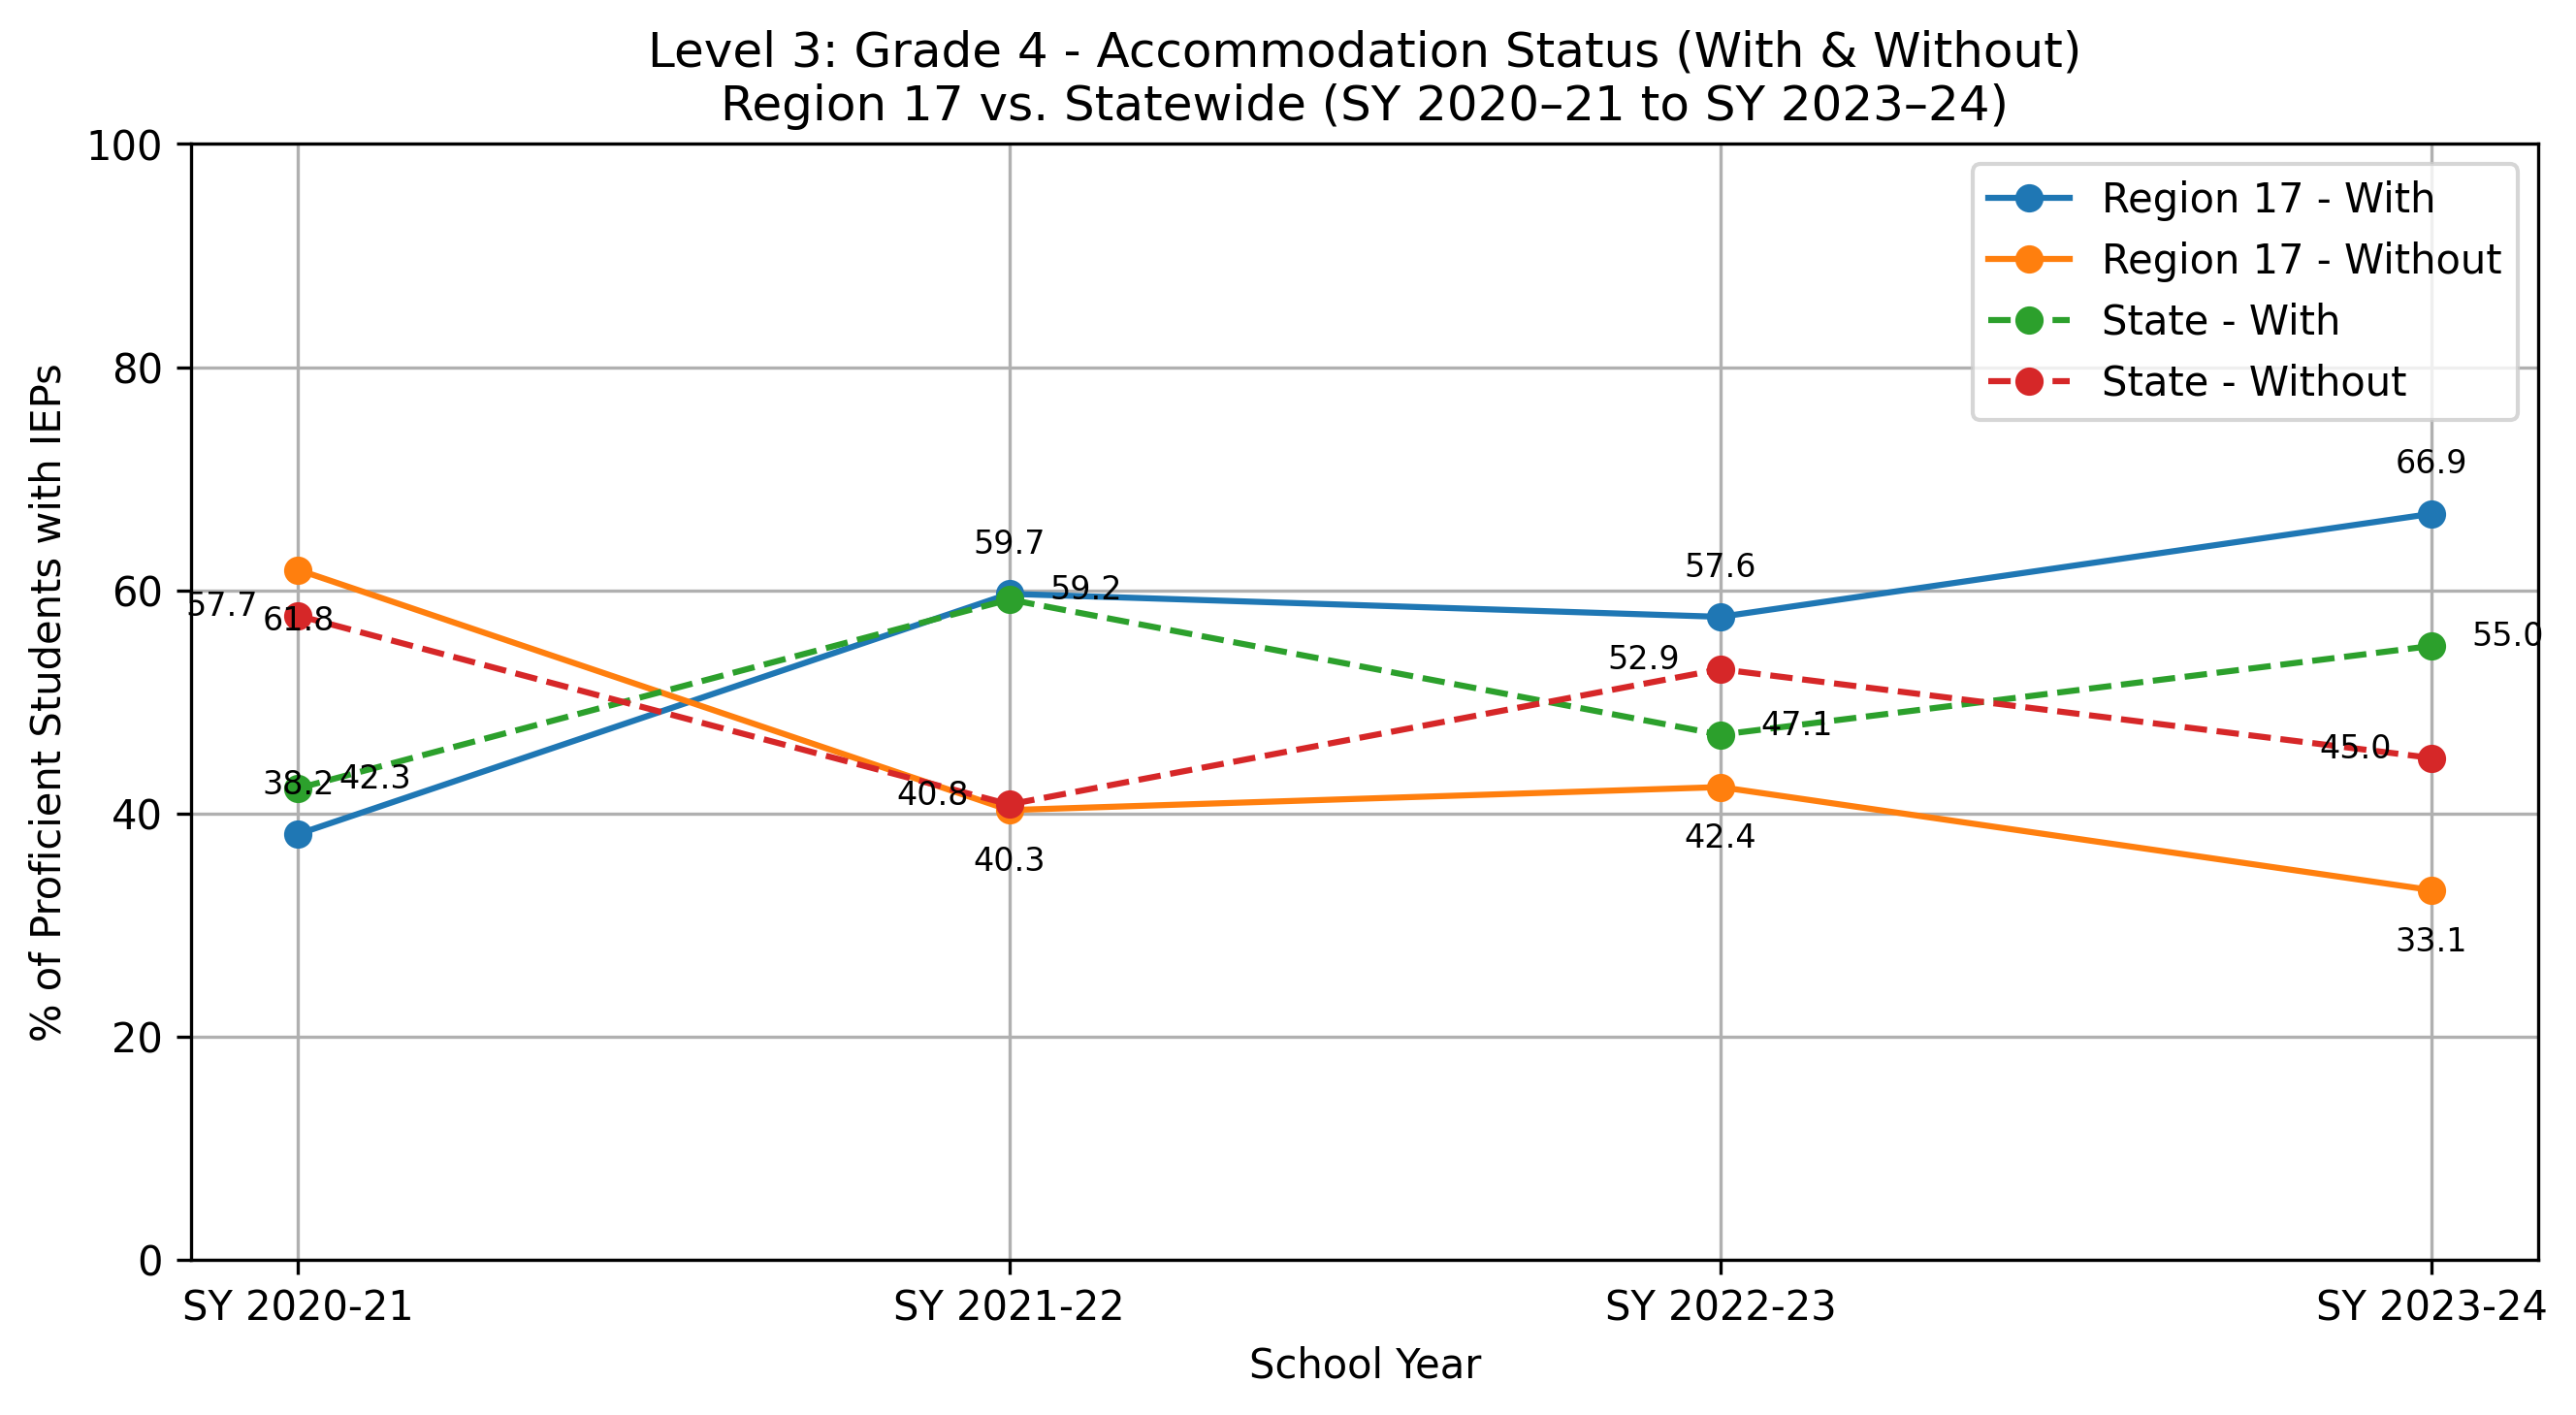 Level 3: Grade 4 - Accommodation Status (With & Without)
Region 17 vs. Statewide (SY 2020–21 to SY 2023–24)
% of Proficient Students with IEPs
100
80
60
40
20
0
Region 17 - With
Region 17 - Without
State - With
State - Without
66.9
59.7
59.2
57.6
57.7
61.8
52.9
55.0
47.1
45.0
38.2
42.3
40.8
40.3
42.4
33.1
SY 2020-21
SY 2021-22
SY 2022-23
SY 2023-24
School Year